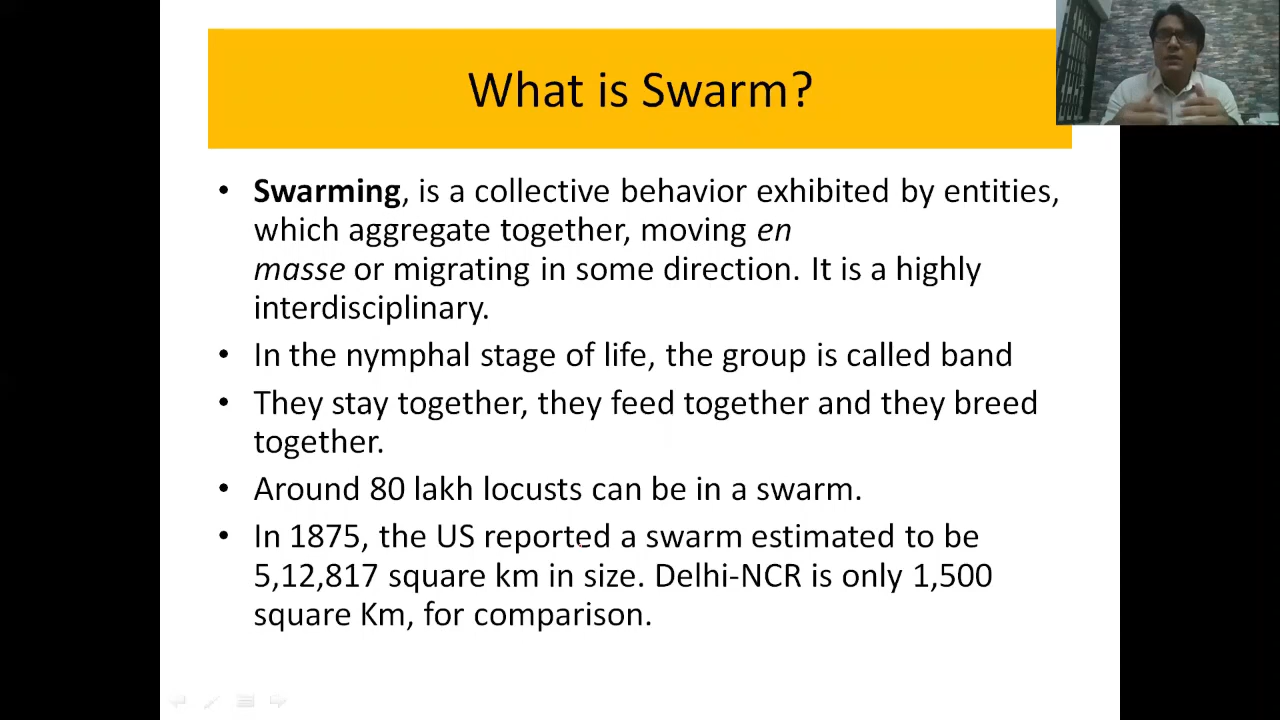 What is Swarm?
• Swarming, is a collective behavior exhibited by entities,
which aggregate together, moving en
masse or migrating in some direction. It is a highly
interdisciplinary.
• In the nymphal stage of life, the group is called band
• They stay together, they feed together and they breed
together.
• Around 80 lakh locusts can be in a swarm.
• In 1875, the US reported a swarm estimated to be
5,12,817 square km in size. Delhi-NCR is only 1,500
square Km, for comparison.